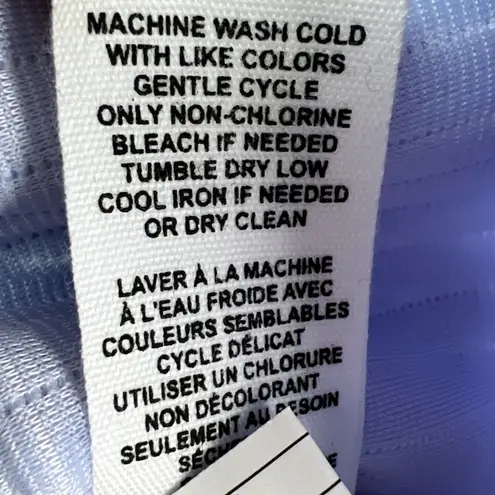 MACHINE WASH COLD
WITH LIKE COLORS
GENTLE CYCLE
ONLY NON-CHLORINE
BLEACH IF NEEDED
TUMBLE DRY LOW
COOL IRON IF NEEDED
OR DRY CLEAN
LAVER À LA MACHINE
À L'EAU FROIDE AVEC
COULEURS SEMBLABLES
CYCLE DÉLICAT
UTILISER UN CHLORURE
NON DÉCOLORANT
SEULEMENT AU BESOIN